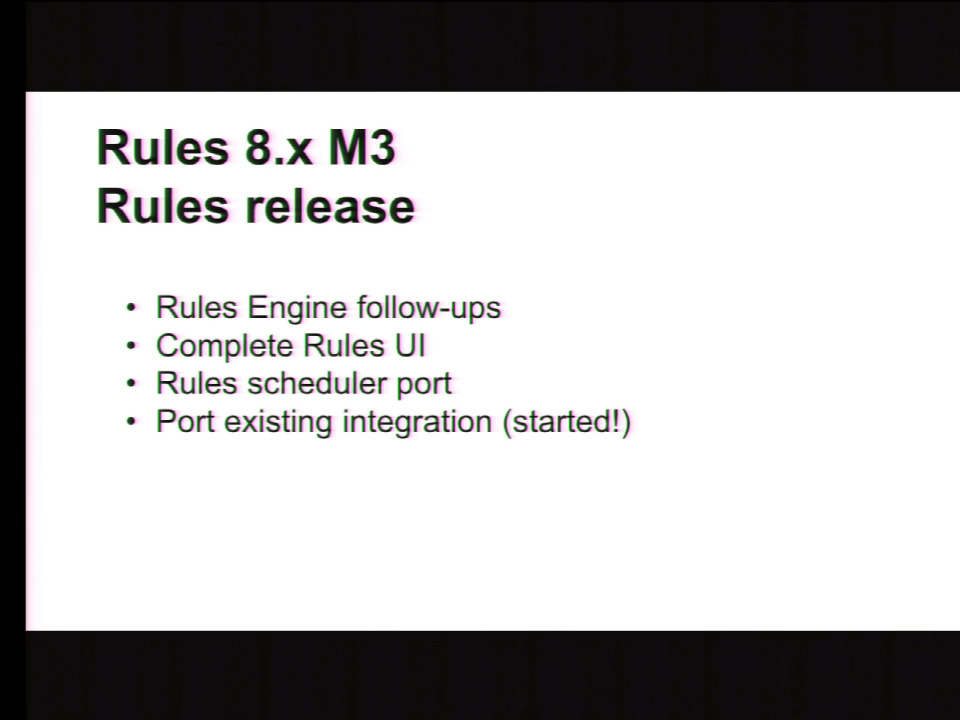 Rules 8.x M3
Rules release
• Rules Engine follow-ups
• Complete Rules UI
• Rules scheduler port
• Port existing integration (started!)